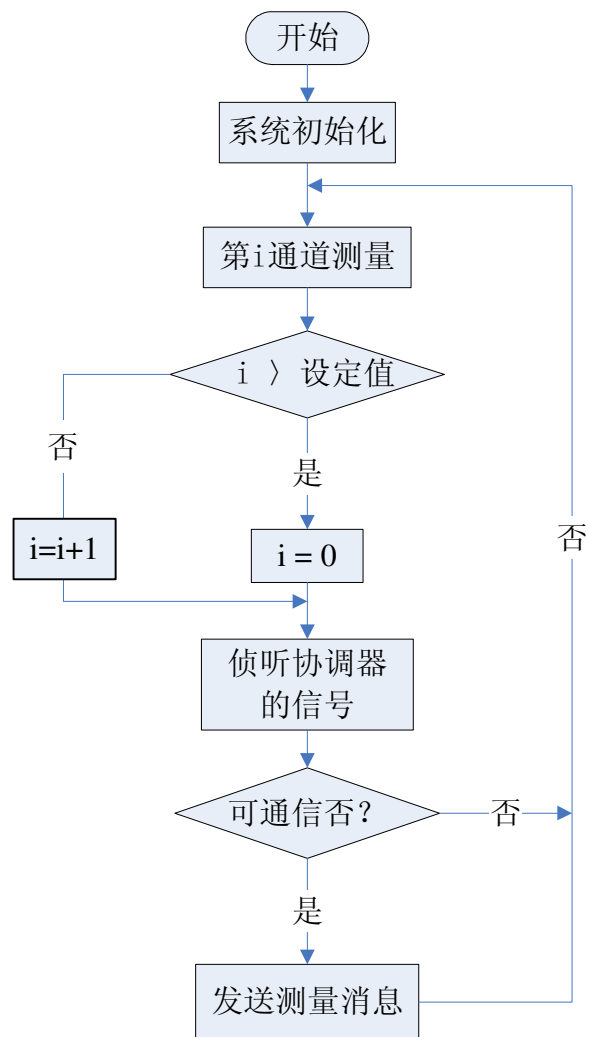 开始
系统初始化
第i通道测量
i 〉设定值
否
是
i=i+1
i = 0
否
侦听协调器
的信号
可通信否?
否
是
发送测量消息